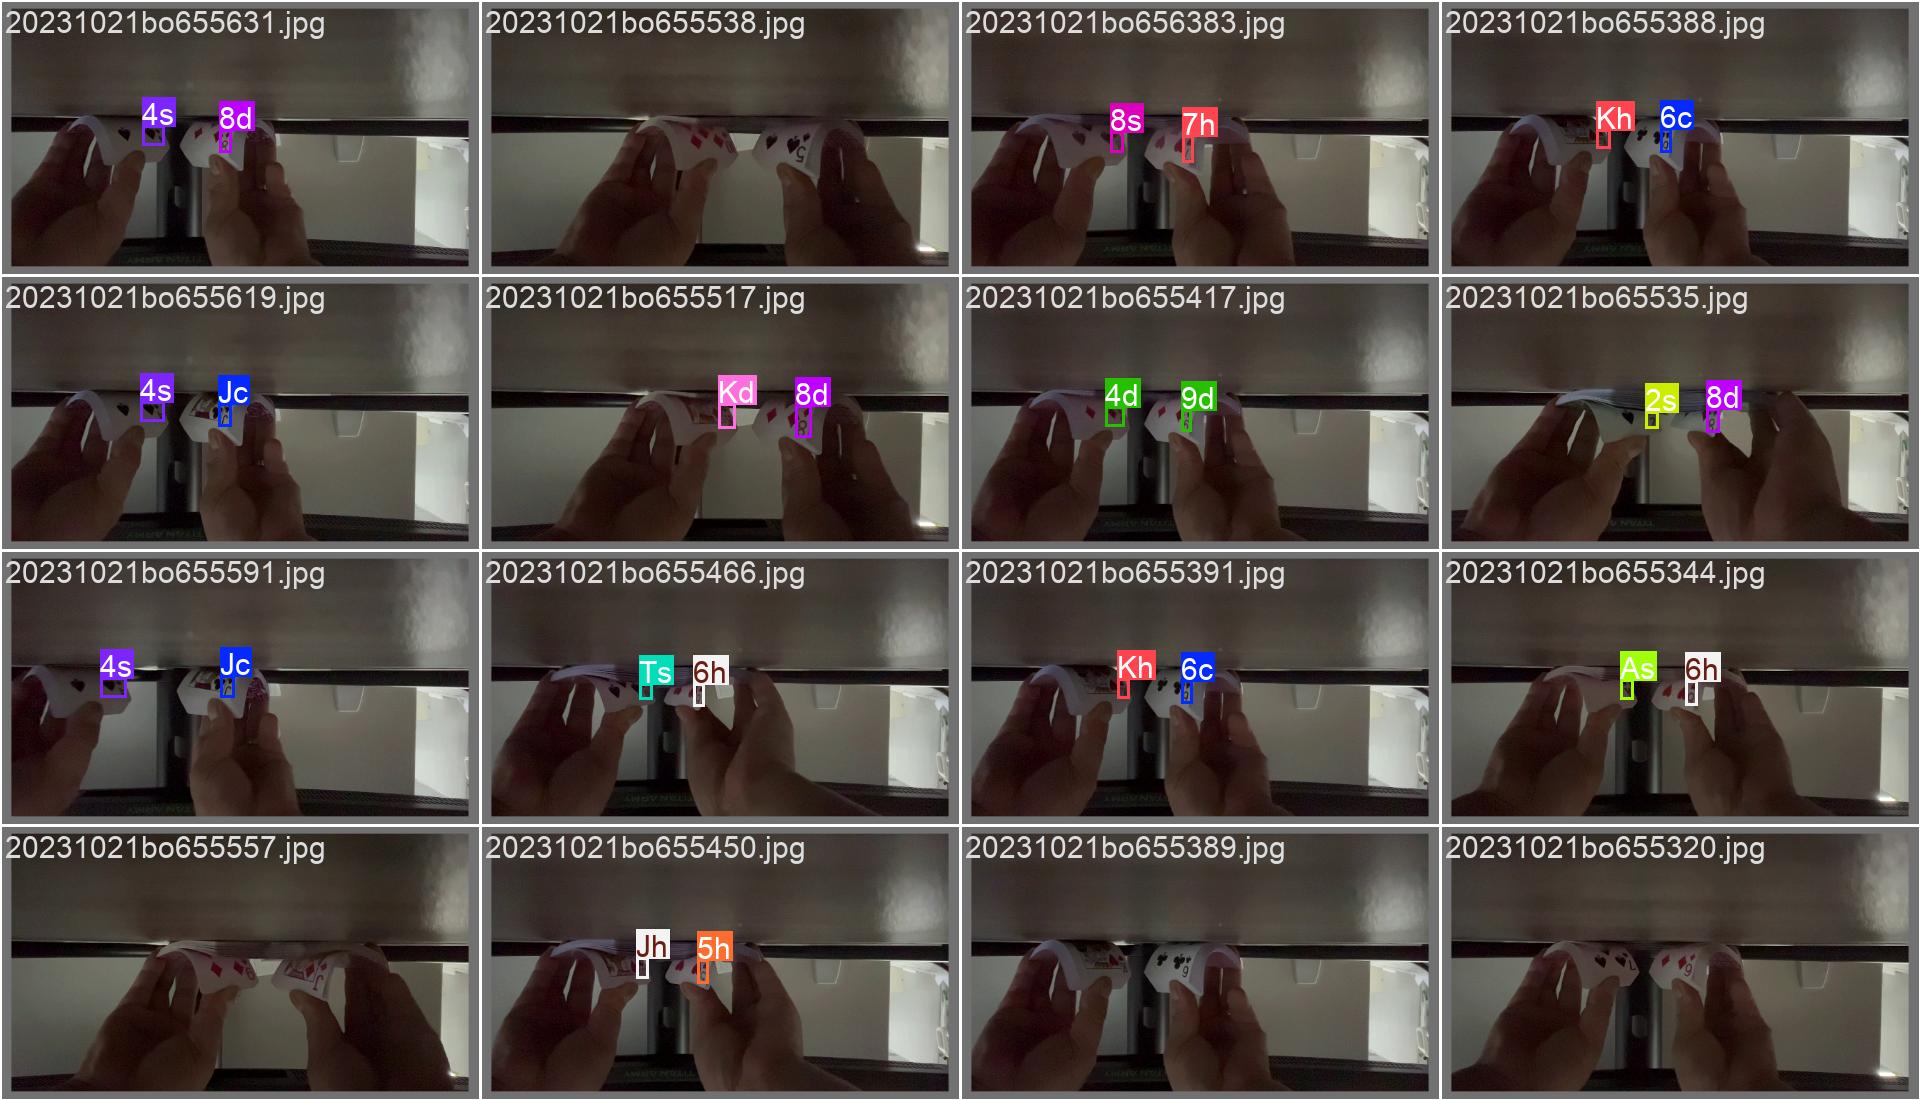 20231021bo655631.jpg
4s 8d
20231021bo655538.jpg
5
20231021bo656383.jpg
8s 7h
20231021bo655388.jpg
Kh 6c
20231021bo655619.jpg
4s Jc
20231021bo655517.jpg
Kd 8d
8
20231021bo655417.jpg
4d 9d
20231021bo65535.jpg
2s 8d
20231021bo655591.jpg
4s Jc
20231021bo655466.jpg
Ts 6h
20231021bo655391.jpg
Kh 6c
20231021bo655344.jpg
As 6h
20231021bo655557.jpg
J
20231021bo655450.jpg
Jh 5h
20231021bo655389.jpg
20231021bo655320.jpg